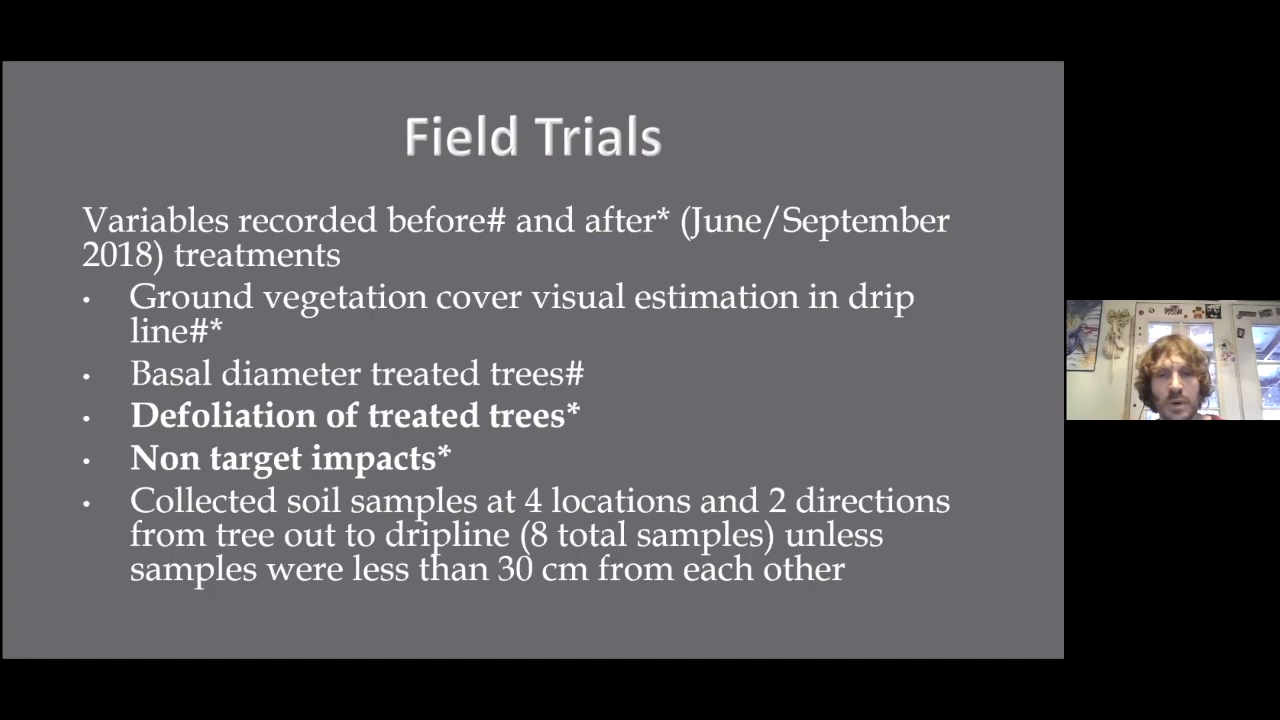 Field Trials
Variables recorded before# and after* (June/September
2018) treatments
• Ground vegetation cover visual estimation in drip
line#*
• Basal diameter treated trees#
• Defoliation of treated trees*
• Non target impacts*
• Collected soil samples at 4 locations and 2 directions
from tree out to dripline (8 total samples) unless
samples were less than 30 cm from each other